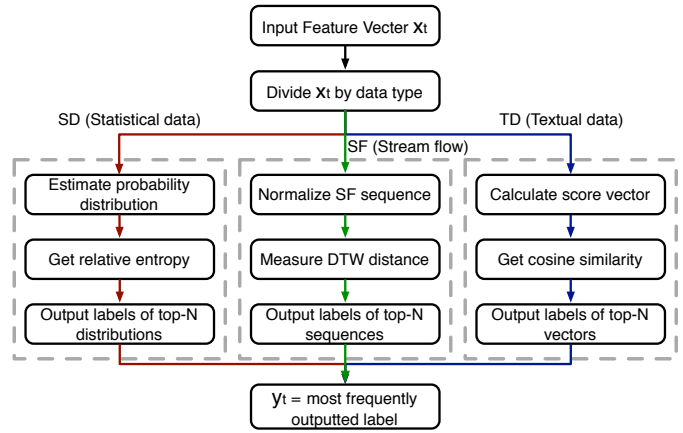 Input Feature Vecter xt
Divide xt by data type
SD (Statistical data)
SF (Stream flow)
TD (Textual data)
Estimate probability
distribution
Get relative entropy
Output labels of top-N
distributions
Normalize SF sequence
Measure DTW distance
Output labels of top-N
sequences
Calculate score vector
Get cosine similarity
Output labels of top-N
vectors
yt = most frequently
outputted label